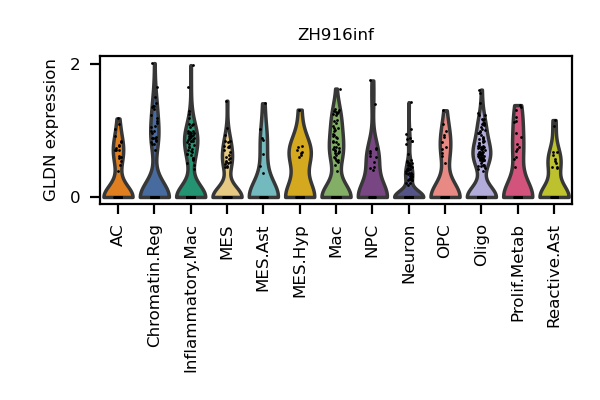 ZH916inf
GLDN expression
2
0
AC
Chromatin.Reg
Inflammatory.Mac
MES
MES.Ast
MES.Hyp
Mac
NPC
Neuron
OPC
Oligo
Prolif.Metab
Reactive.Ast